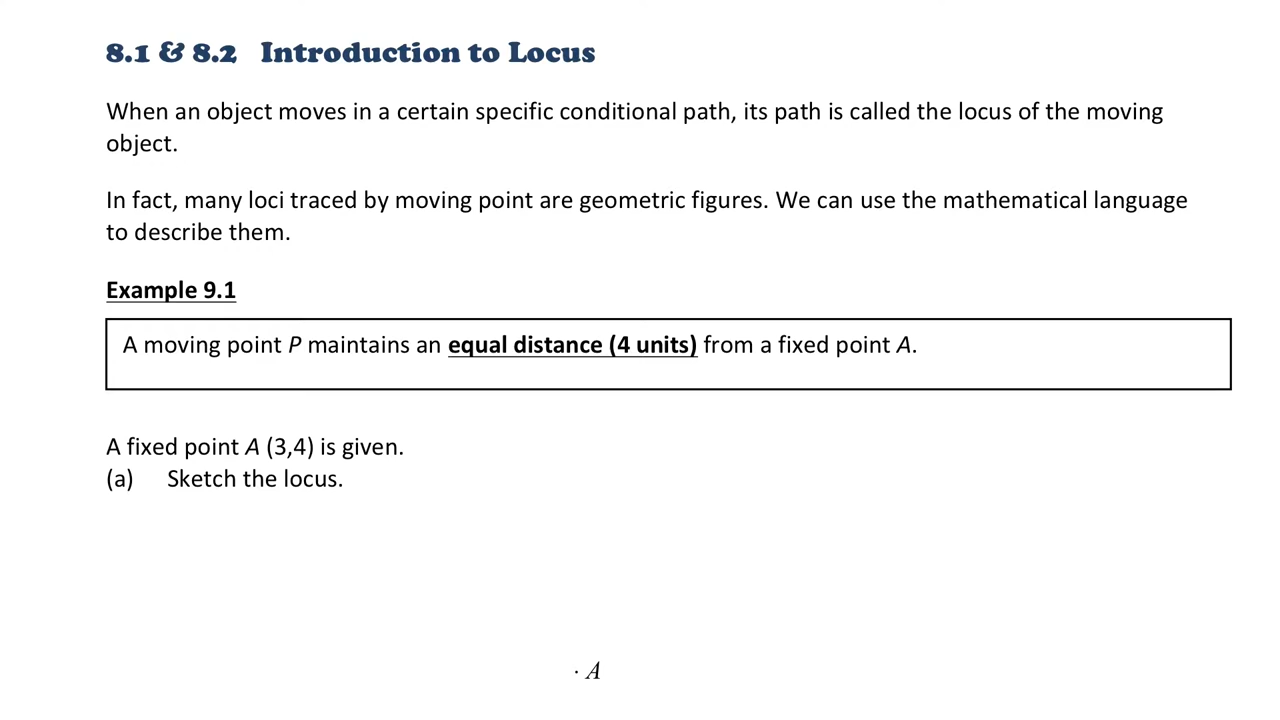 8.1 & 8.2 Introduction to Locus
When an object moves in a certain specific conditional path, its path is called the locus of the moving
object.
In fact, many loci traced by moving point are geometric figures. We can use the mathematical language
to describe them.
Example 9.1
A moving point P maintains an equal distance (4 units) from a fixed point A.
A fixed point A (3,4) is given.
(a) Sketch the locus.
· A